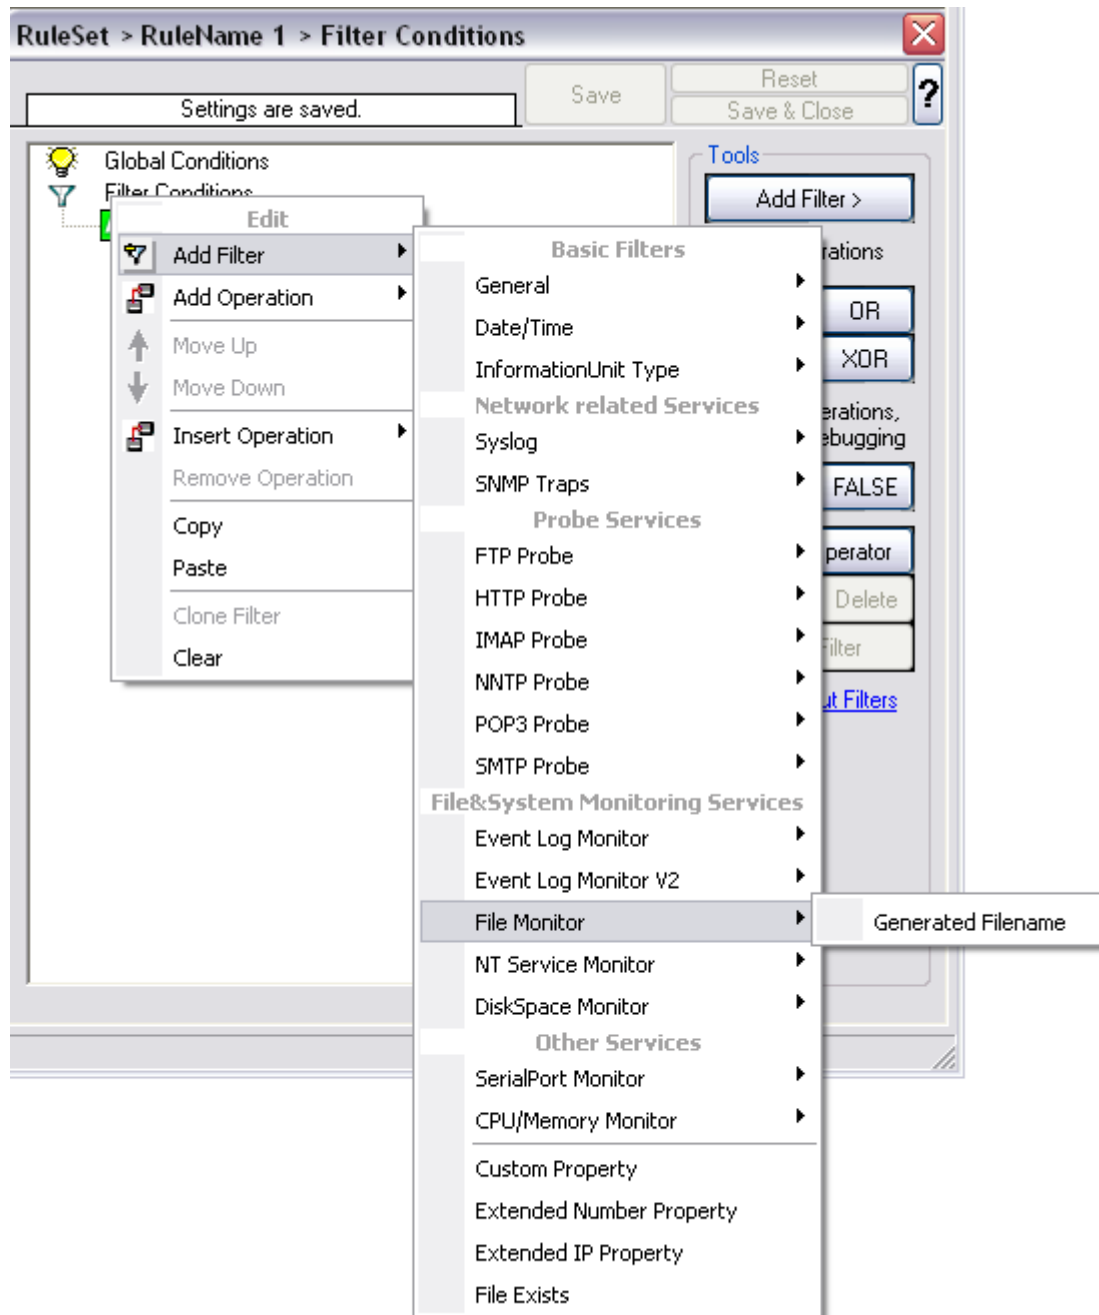 RuleSet > RuleName 1 > Filter Conditions
Settings are saved.
Save
Reset
Save & Close
?
Global Conditions
Filter Conditions
Tools
Add Filter >
OR
XOR
FALSE
Delete
Filters
Edit
Add Filter
Add Operation
Move Up
Move Down
Insert Operation
Remove Operation
Copy
Paste
Clone Filter
Clear
Basic Filters
General
Date/Time
InformationUnit Type
Network related Services
Syslog
SNMP Traps
Probe Services
FTP Probe
HTTP Probe
IMAP Probe
NNTP Probe
POP3 Probe
SMTP Probe
File&System Monitoring Services
Event Log Monitor
Event Log Monitor V2
File Monitor
NT Service Monitor
DiskSpace Monitor
Other Services
SerialPort Monitor
CPU/Memory Monitor
Custom Property
Extended Number Property
Extended IP Property
File Exists
Generated Filename